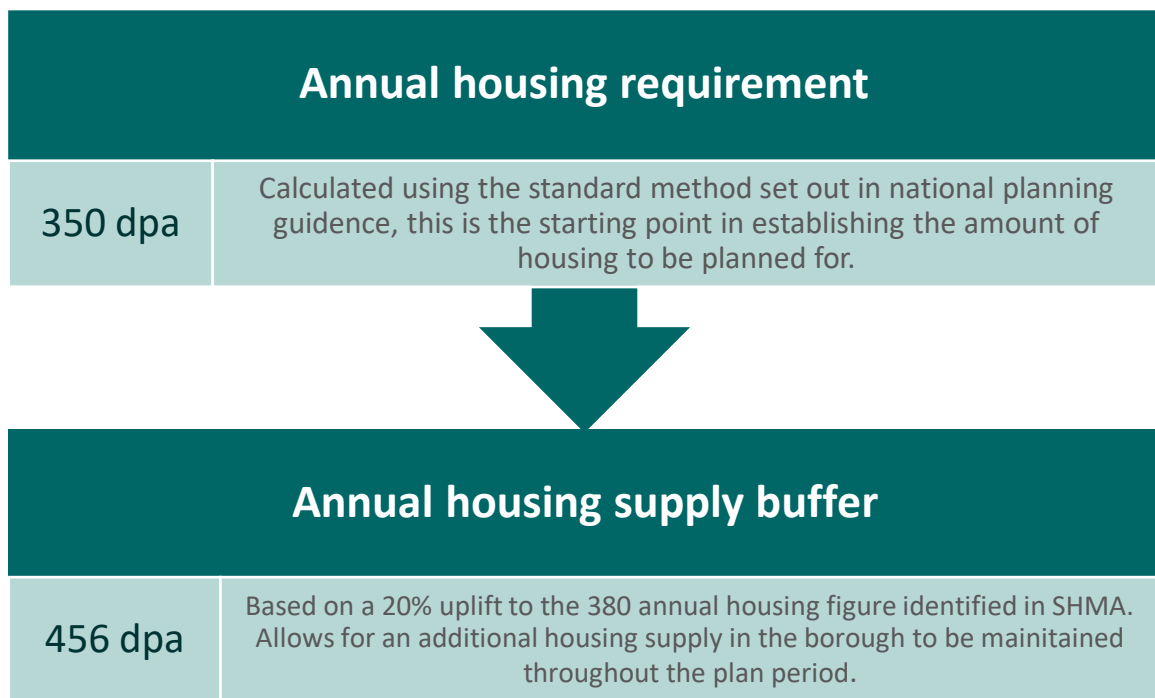 Annual housing requirement
350 dpa
Calculated using the standard method set out in national planning
guidence, this is the starting point in establishing the amount of
housing to be planned for.
Annual housing supply buffer
456 dpa
Based on a 20% uplift to the 380 annual housing figure identified in SHMA.
Allows for an additional housing supply in the borough to be mainitained
throughout the plan period.